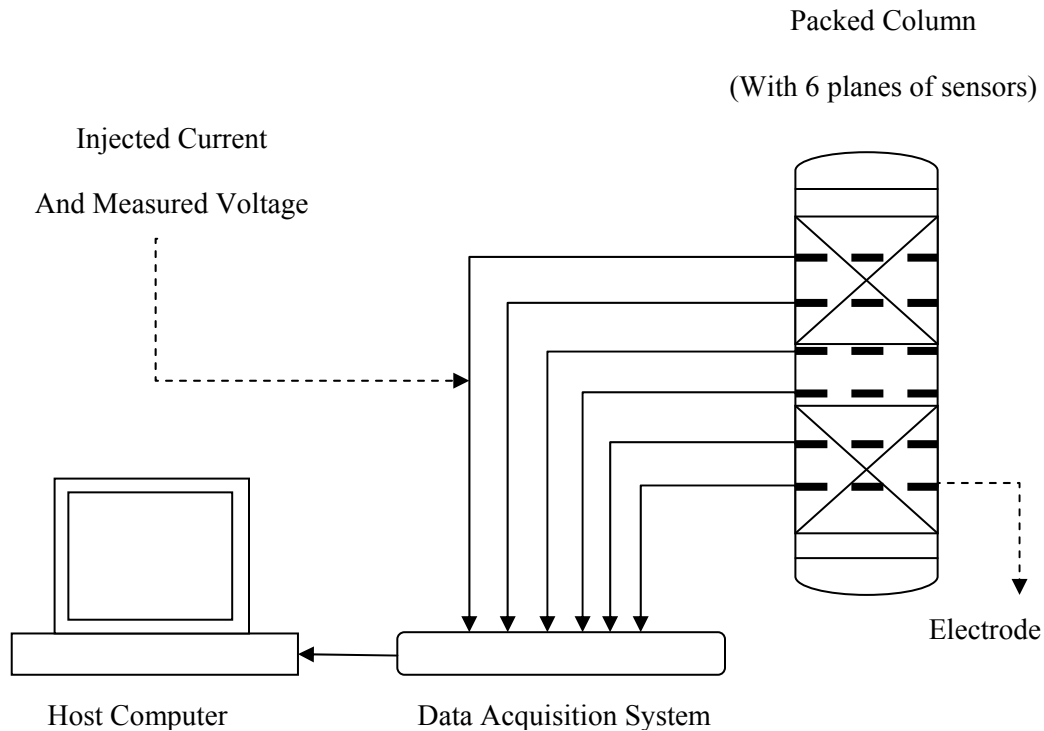 Packed Column
(With 6 planes of sensors)
Injected Current
And Measured Voltage
Electrode
Host Computer
Data Acquisition System